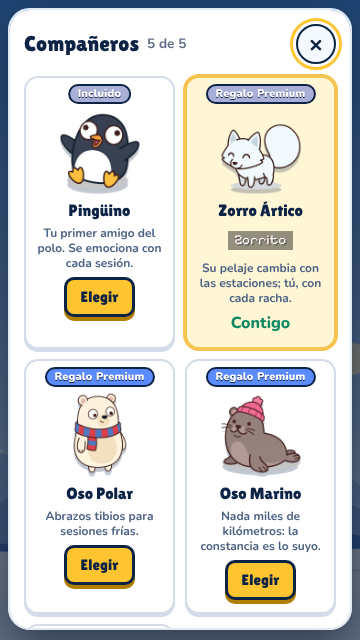 Compañeros 5 de 5
×
Incluido
Pingüino
Tu primer amigo del
polo. Se emociona con
cada sesión.
Elegir
Regalo Premium
Zorro Ártico
Zorrito
Su pelaje cambia con
las estaciones; tú, con
cada racha.
Contigo
Regalo Premium
Oso Polar
Abrazos tibios para
sesiones frías.
Elegir
Regalo Premium
Oso Marino
Nada miles de
kilómetros: la
constancia es lo suyo.
Elegir